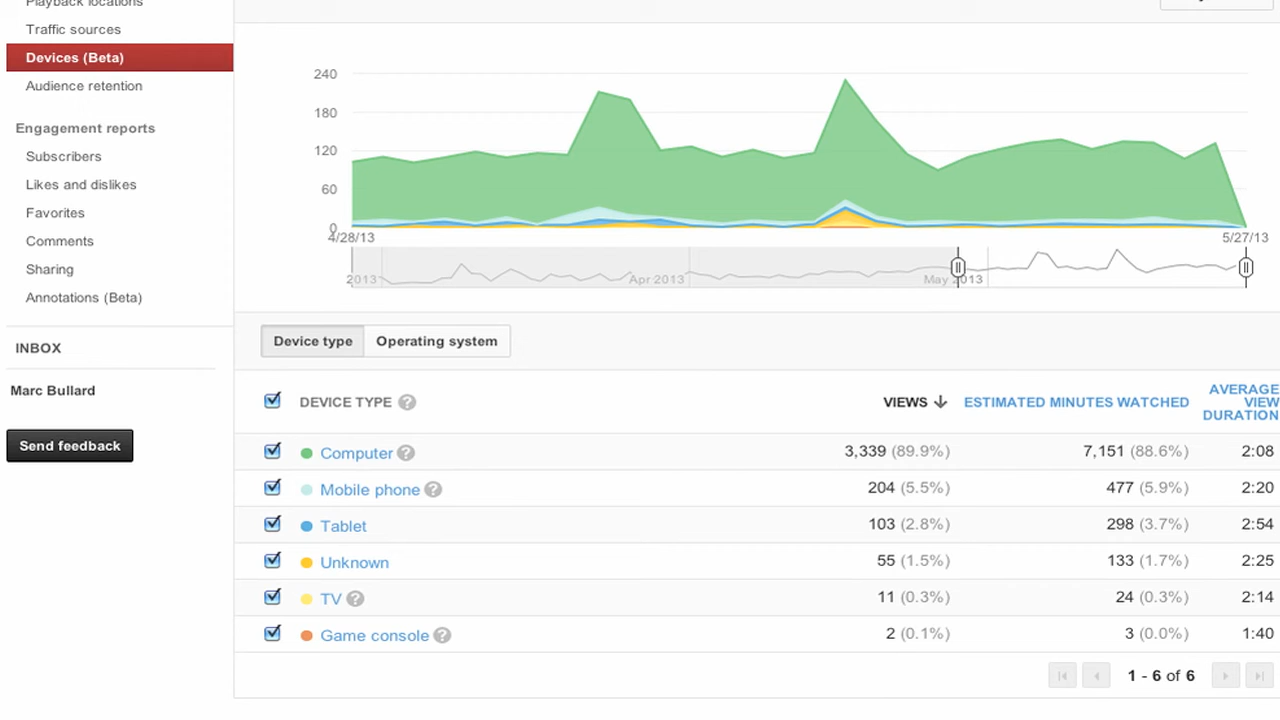 Playback locations
Traffic sources
Devices (Beta)
Audience retention
Engagement reports
Subscribers
Likes and dislikes
Favorites
Comments
Sharing
Annotations (Beta)
INBOX
Marc Bullard
Send feedback
240
180
120
60
0
4/28/13
5/27/13
2013
Apr 2013
May 2013
Device type
Operating system
DEVICE TYPE ?
VIEWS
ESTIMATED MINUTES WATCHED
AVERAGE
VIEW
DURATION
Computer ? 3,339 (89.9%) 7,151 (88.6%) 2:08
Mobile phone ? 204 (5.5%) 477 (5.9%) 2:20
Tablet 103 (2.8%) 298 (3.7%) 2:54
Unknown 55 (1.5%) 133 (1.7%) 2:25
TV ? 11 (0.3%) 24 (0.3%) 2:14
Game console ? 2 (0.1%) 3 (0.0%) 1:40
1 - 6 of 6